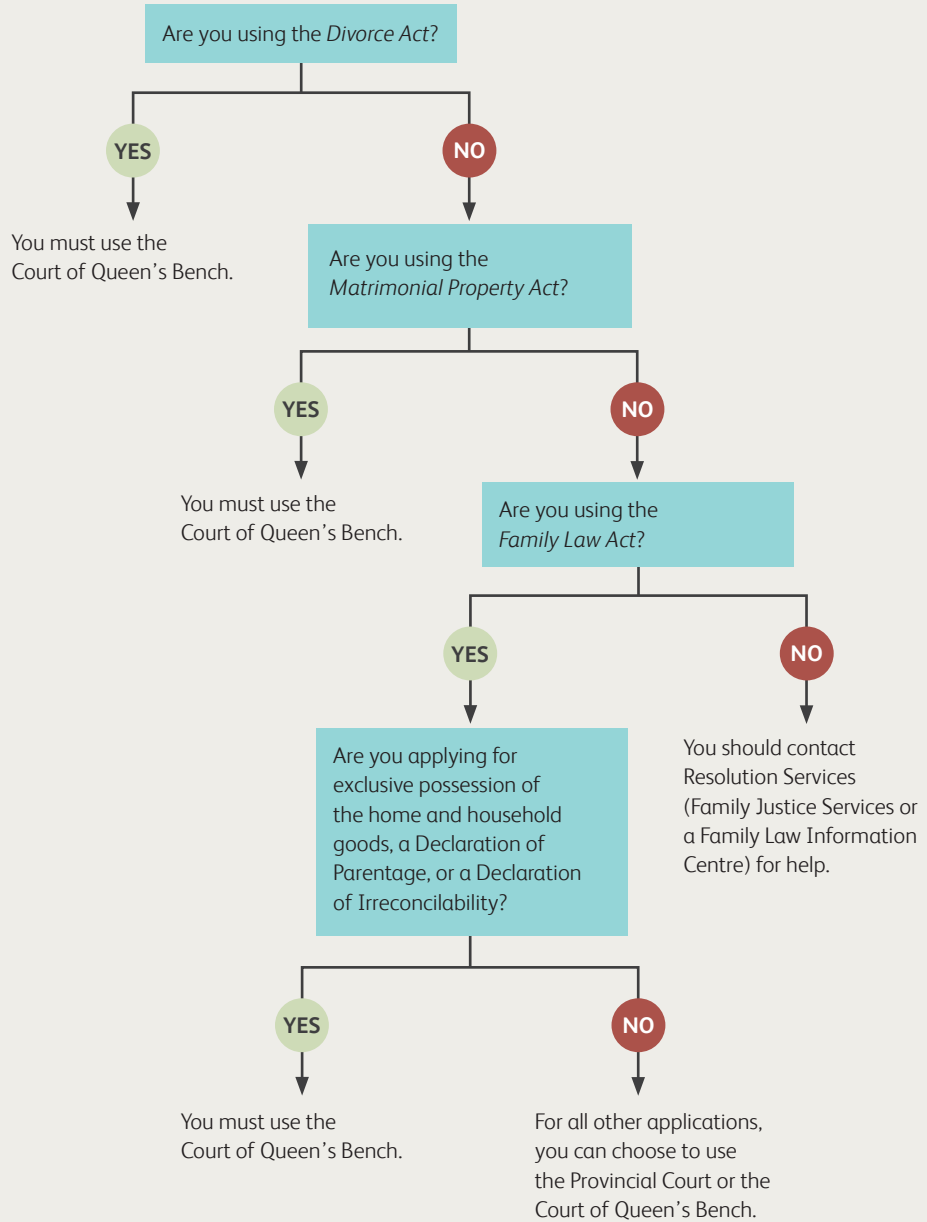 Are you using the Divorce Act?
YES
NO
You must use the
Court of Queen’s Bench.
Are you using the
Matrimonial Property Act?
YES
NO
You must use the
Court of Queen’s Bench.
Are you using the
Family Law Act?
YES
NO
Are you applying for
exclusive possession of
the home and household
goods, a Declaration of
Parentage, or a Declaration
of Irreconcilability?
You should contact
Resolution Services
(Family Justice Services or
a Family Law Information
Centre) for help.
YES
NO
You must use the
Court of Queen’s Bench.
For all other applications,
you can choose to use
the Provincial Court or the
Court of Queen’s Bench.